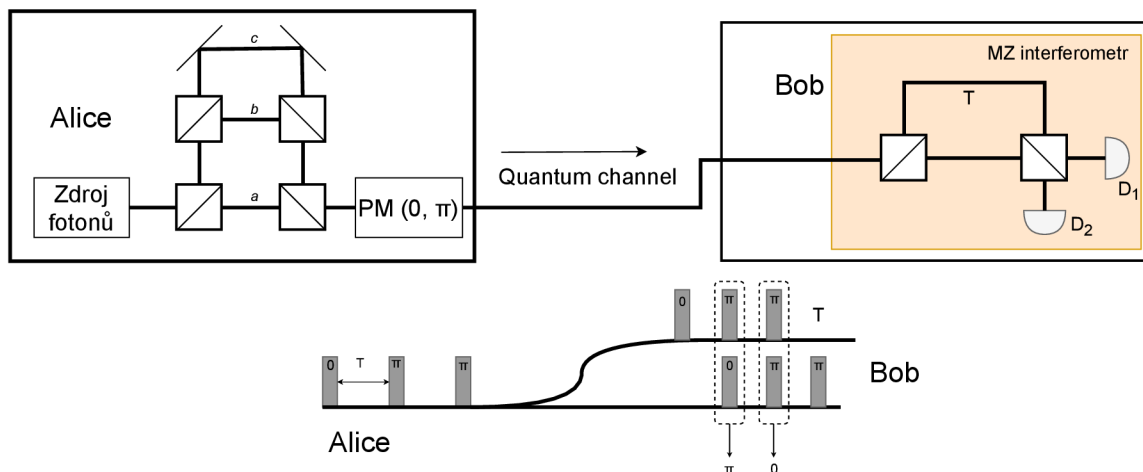 c
b
Alice
Zdroj
fotonů
a
PM (0, π)
Quantum channel
MZ interferometr
Bob
T
D1
D2
0
π
π
T
0
T
π
π
0
π
π
Bob
Alice
π
0